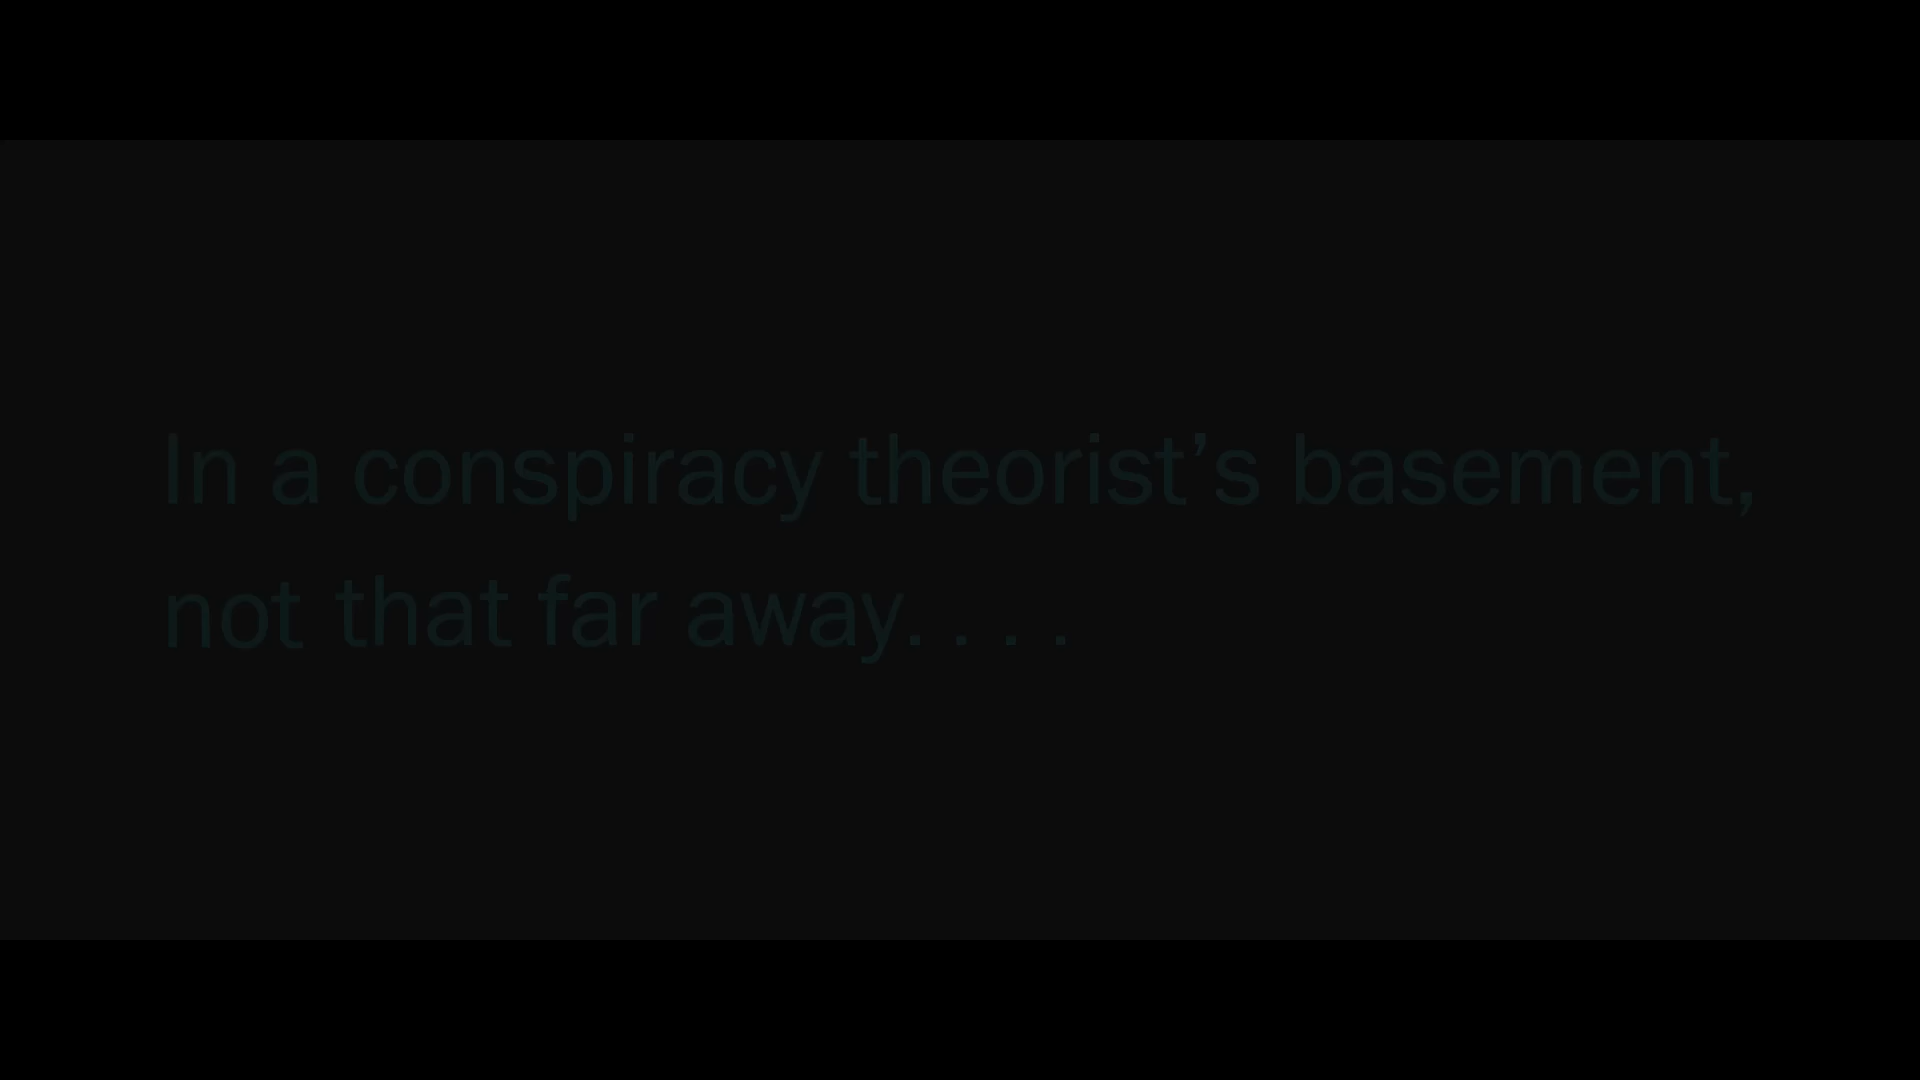 In a conspiracy theorist’s basement,
not that far away. . . .